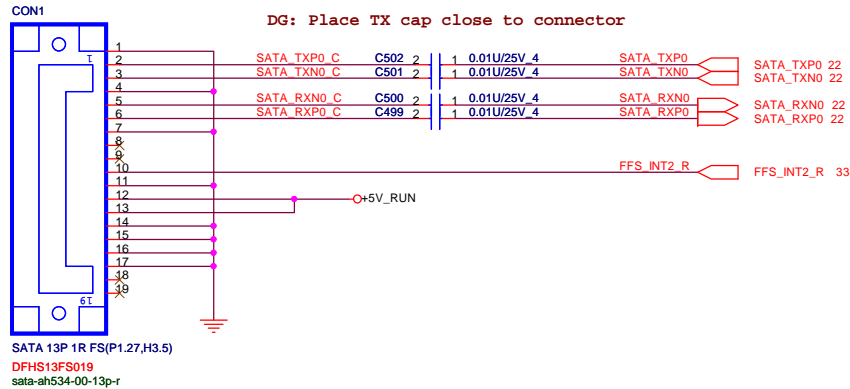 CON1
DG: Place TX cap close to connector
1
1
2 SATA_TXP0_C C502 2 1 0.01U/25V_4 SATA_TXP0 SATA_TXP0 22
3 SATA_TXN0_C C501 2 1 0.01U/25V_4 SATA_TXN0 SATA_TXN0 22
4
5 SATA_RXN0_C C500 2 1 0.01U/25V_4 SATA_RXN0 SATA_RXN0 22
6 SATA_RXP0_C C499 2 1 0.01U/25V_4 SATA_RXP0 SATA_RXP0 22
7
8
9
10 FFS_INT2_R FFS_INT2_R 33
11
12 +5V_RUN
13
14
15
16
17
18
19
19
SATA 13P 1R FS(P1.27,H3.5)
DFHS13FS019
sata-ah534-00-13p-r